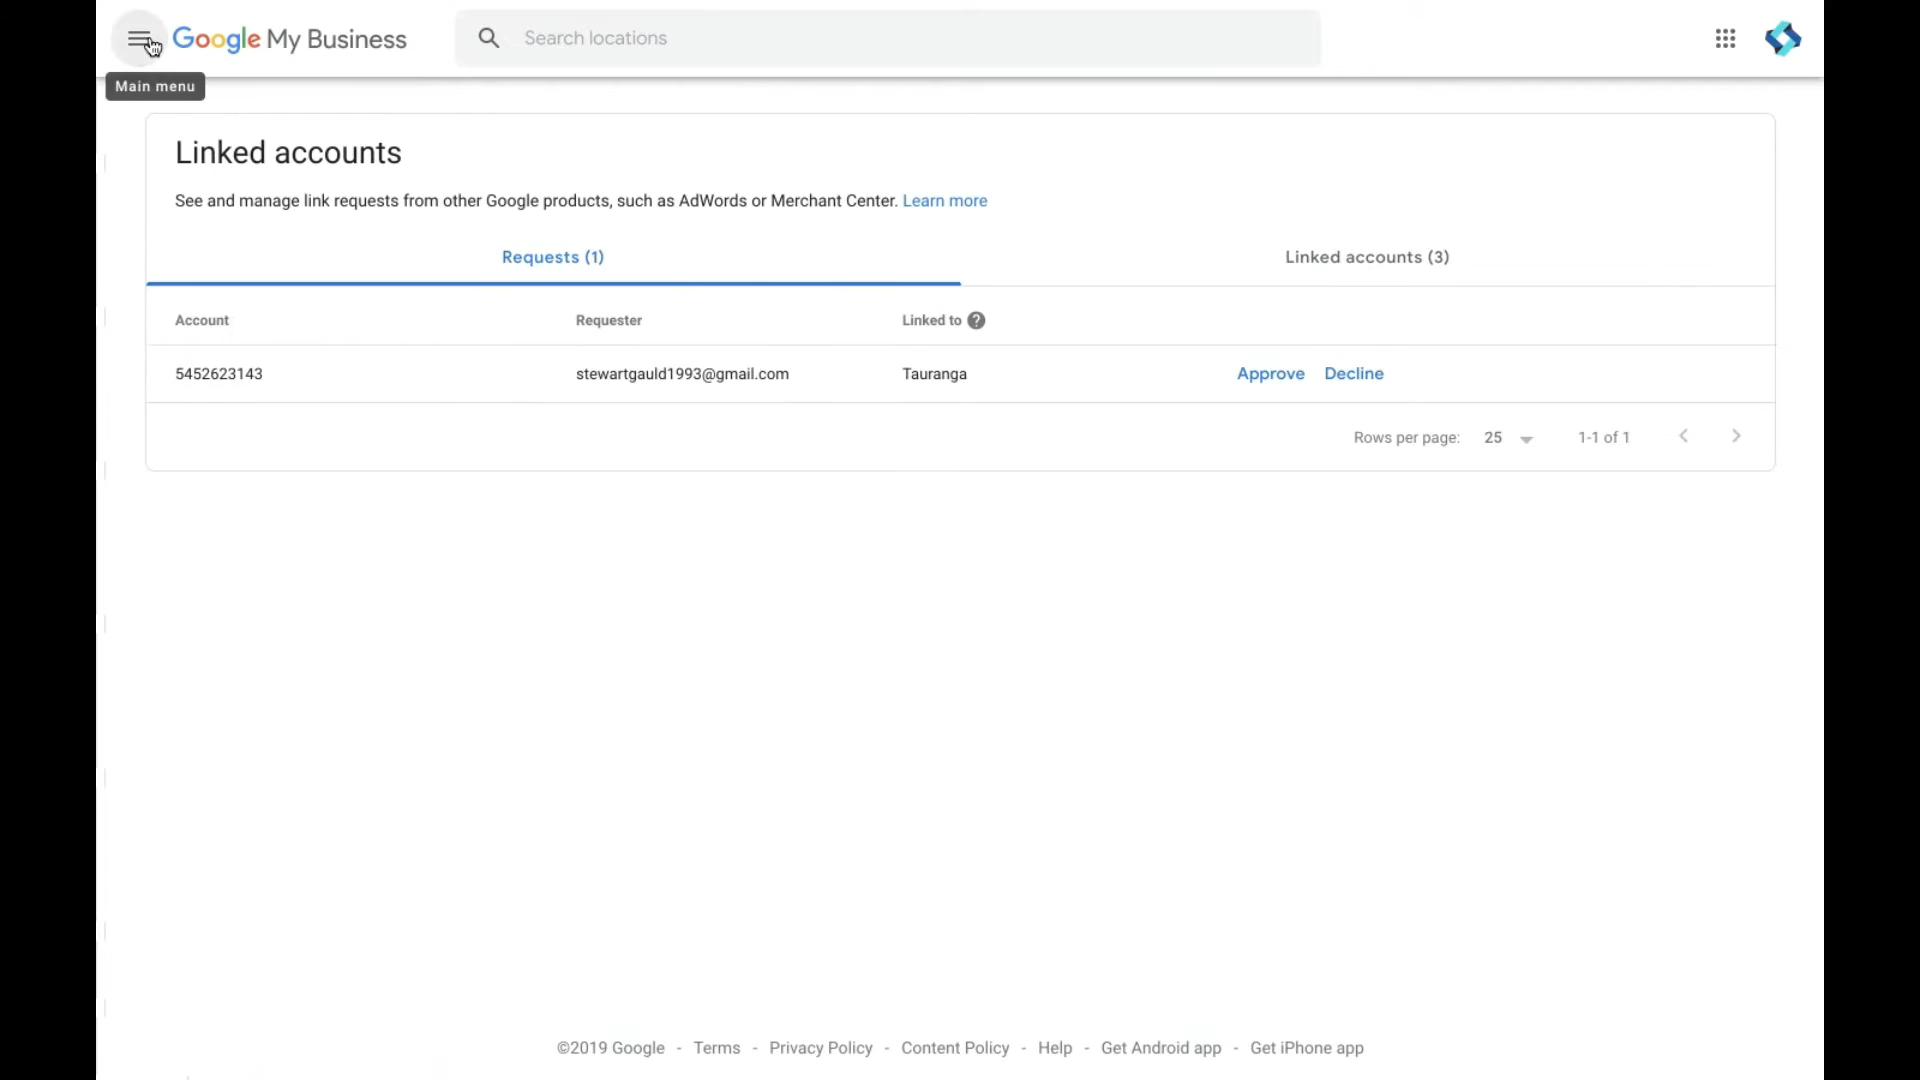 Google My Business
Search locations
Main menu
Linked accounts
See and manage link requests from other Google products, such as AdWords or Merchant Center. Learn more
Requests (1)
Linked accounts (3)
Account
Requester
Linked to
5452623143
stewartgauld1993@gmail.com
Tauranga
Approve
Decline
Rows per page: 25
1-1 of 1
©2019 Google - Terms - Privacy Policy - Content Policy - Help - Get Android app - Get iPhone app